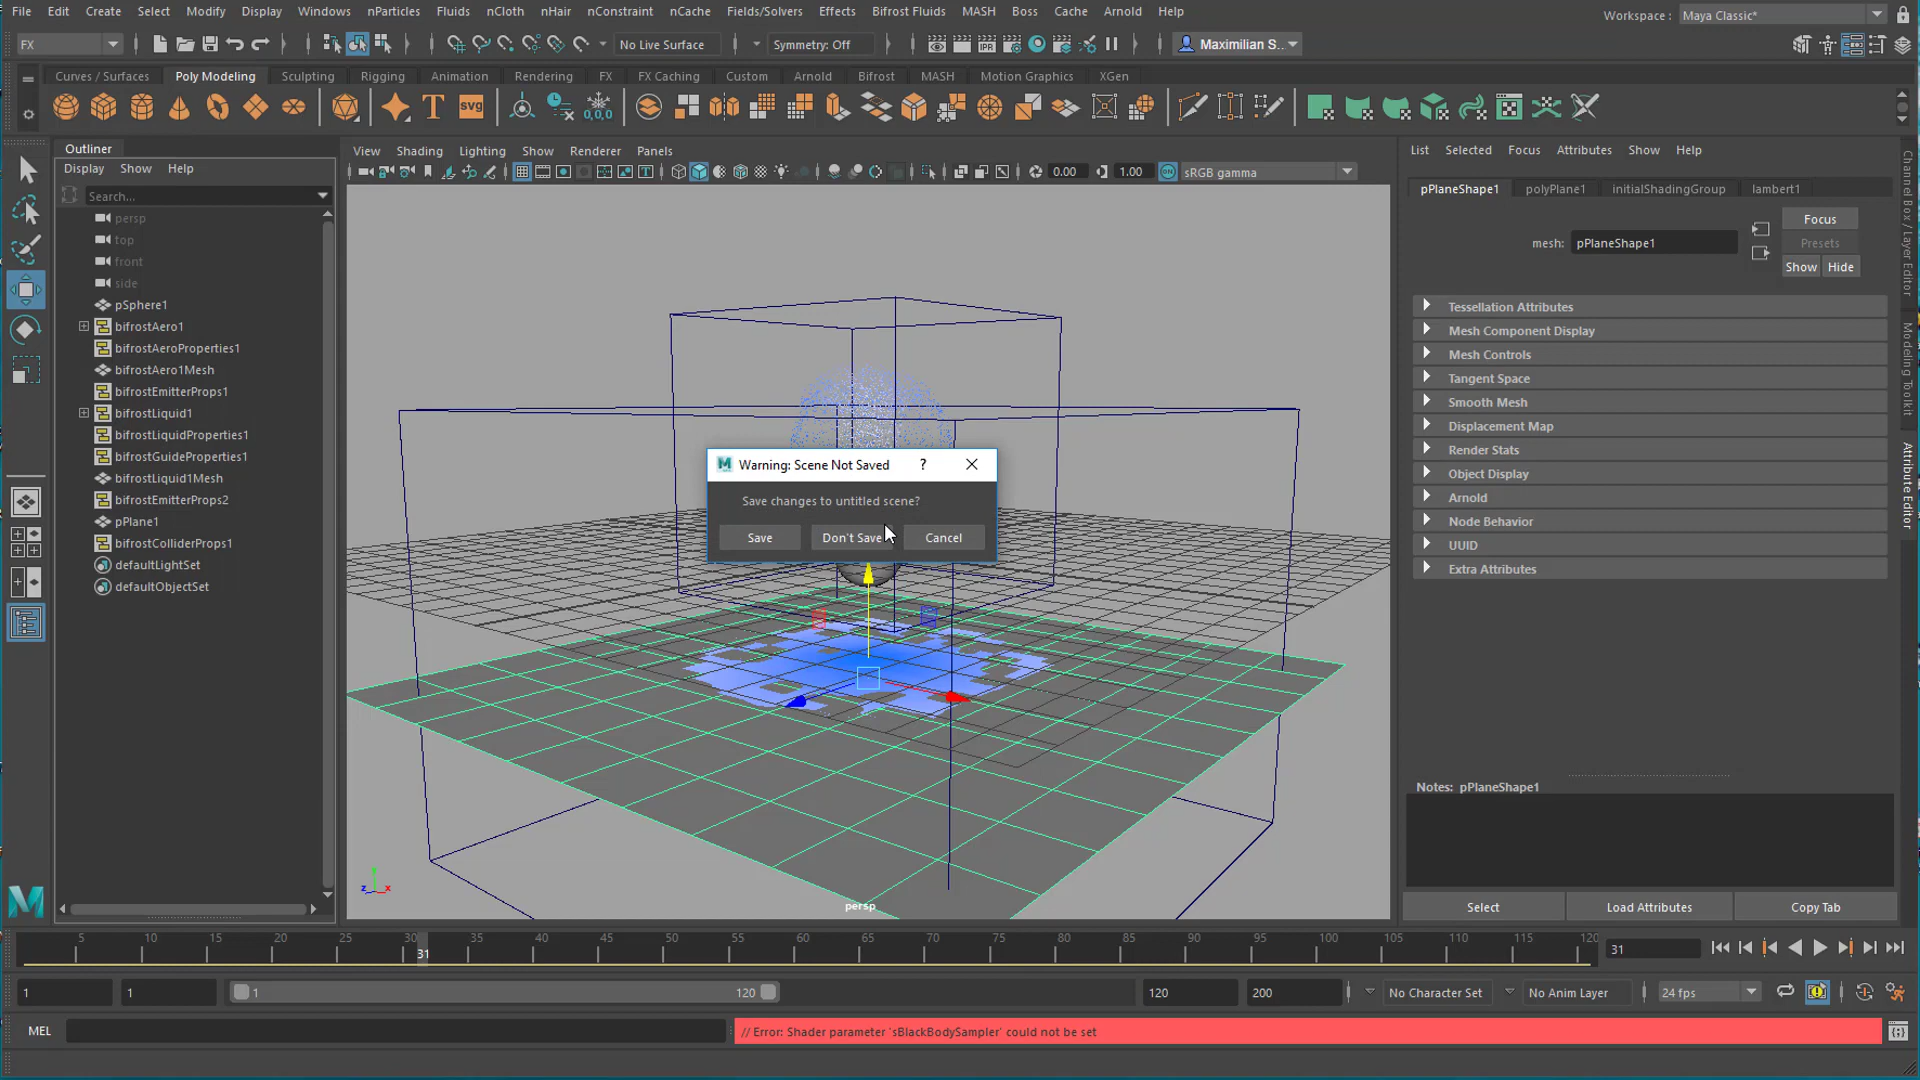 File Edit Create Select Modify Display Windows nParticles Fluids nCloth nHair nConstraint nCache Fields/Solvers Effects Bifrost Fluids MASH Boss Cache Arnold Help
Workspace : Maya Classic*
FX
No Live Surface
Symmetry: Off
IPR
Maximilian S...
Curves / Surfaces Poly Modeling Sculpting Rigging Animation Rendering FX FX Caching Custom Arnold Bifrost MASH Motion Graphics XGen
T SVG 0,0,0
Outliner
Display Show Help
Search...
persp
top
front
side
pSphere1
bifrostAero1
bifrostAeroProperties1
bifrostAero1Mesh
bifrostEmitterProps1
bifrostLiquid1
bifrostLiquidProperties1
bifrostGuideProperties1
bifrostLiquid1Mesh
bifrostEmitterProps2
pPlane1
bifrostColliderProps1
defaultLightSet
defaultObjectSet
View Shading Lighting Show Renderer Panels
0.00 1.00 ON sRGB gamma
Warning: Scene Not Saved ?
Save changes to untitled scene?
Save Don't Save Cancel
z x
persp
List Selected Focus Attributes Show Help
pPlaneShape1 polyPlane1 initialShadingGroup lambert1
mesh: pPlaneShape1
Focus
Presets
Show Hide
Tessellation Attributes
Mesh Component Display
Mesh Controls
Tangent Space
Smooth Mesh
Displacement Map
Render Stats
Object Display
Arnold
Node Behavior
UUID
Extra Attributes
Notes: pPlaneShape1
Select Load Attributes Copy Tab
Channel Box / Layer Editor
Modeling Toolkit
Attribute Editor
5 10 15 20 25 30 35 40 45 50 55 60 65 70 75 80 85 90 95 100 105 110 115 120
31
31
1 1 1 120 120 200 No Character Set No Anim Layer 24 fps
MEL
// Error: Shader parameter 'sBlackBodySampler' could not be set